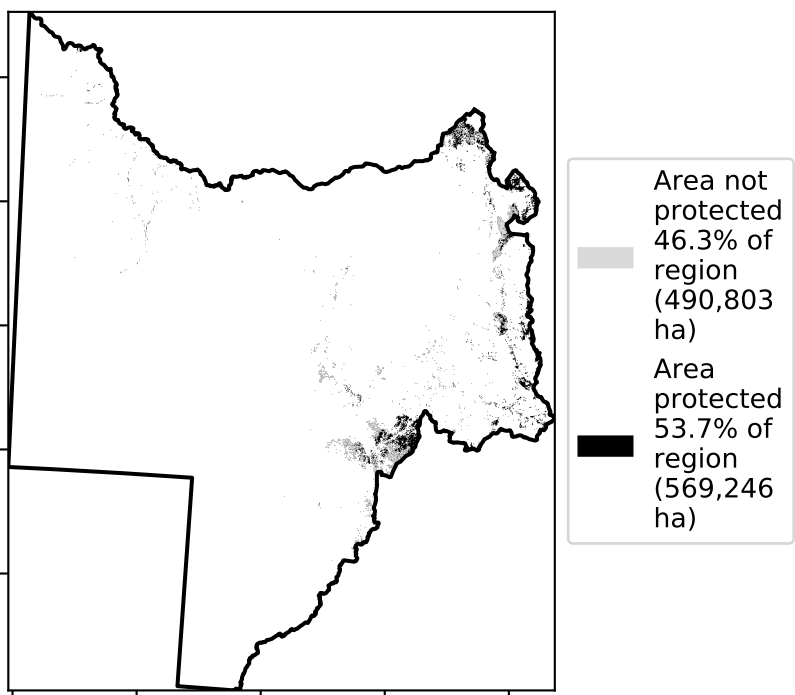 Area not
protected
46.3% of
region
(490,803
ha)
Area
protected
53.7% of
region
(569,246
ha)